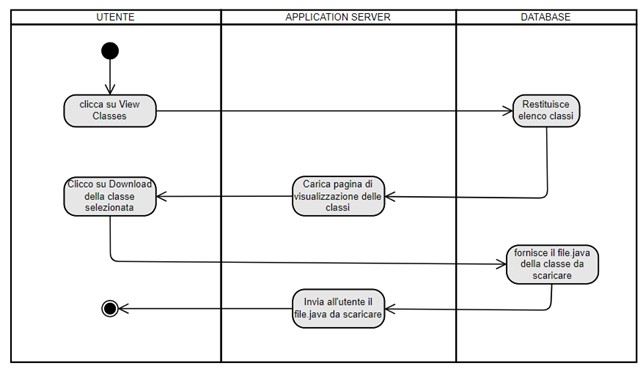 UTENTE
APPLICATION SERVER
DATABASE
clicca su View
Classes
Restituisce
elenco classi
Clicco su Download
della classe
selezionata
Carica pagina di
visualizzazione delle
classi
fornisce il file.java
della classe da
scaricare
Invia all'utente il
file.java da scaricare